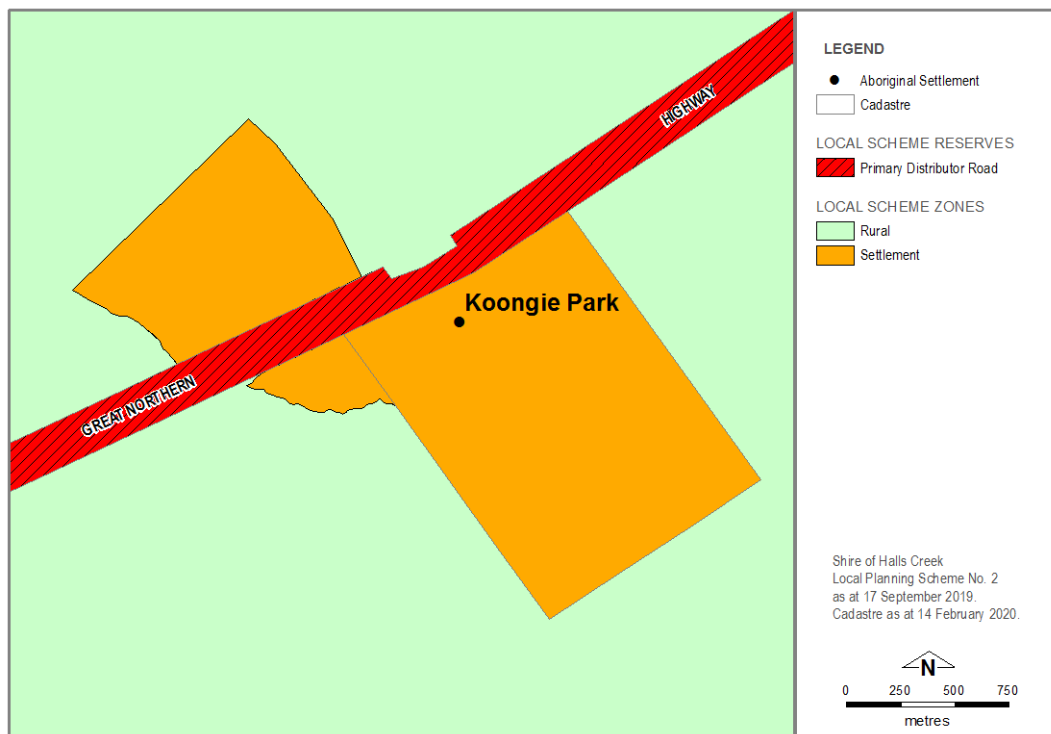 HIGHWAY
Koongie Park
GREAT NORTHERN
LEGEND
Aboriginal Settlement
Cadastre
LOCAL SCHEME RESERVES
Primary Distributor Road
LOCAL SCHEME ZONES
Rural
Settlement
Shire of Halls Creek
Local Planning Scheme No. 2
as at 17 September 2019.
Cadastre as at 14 February 2020.
N
0 250 500 750
metres